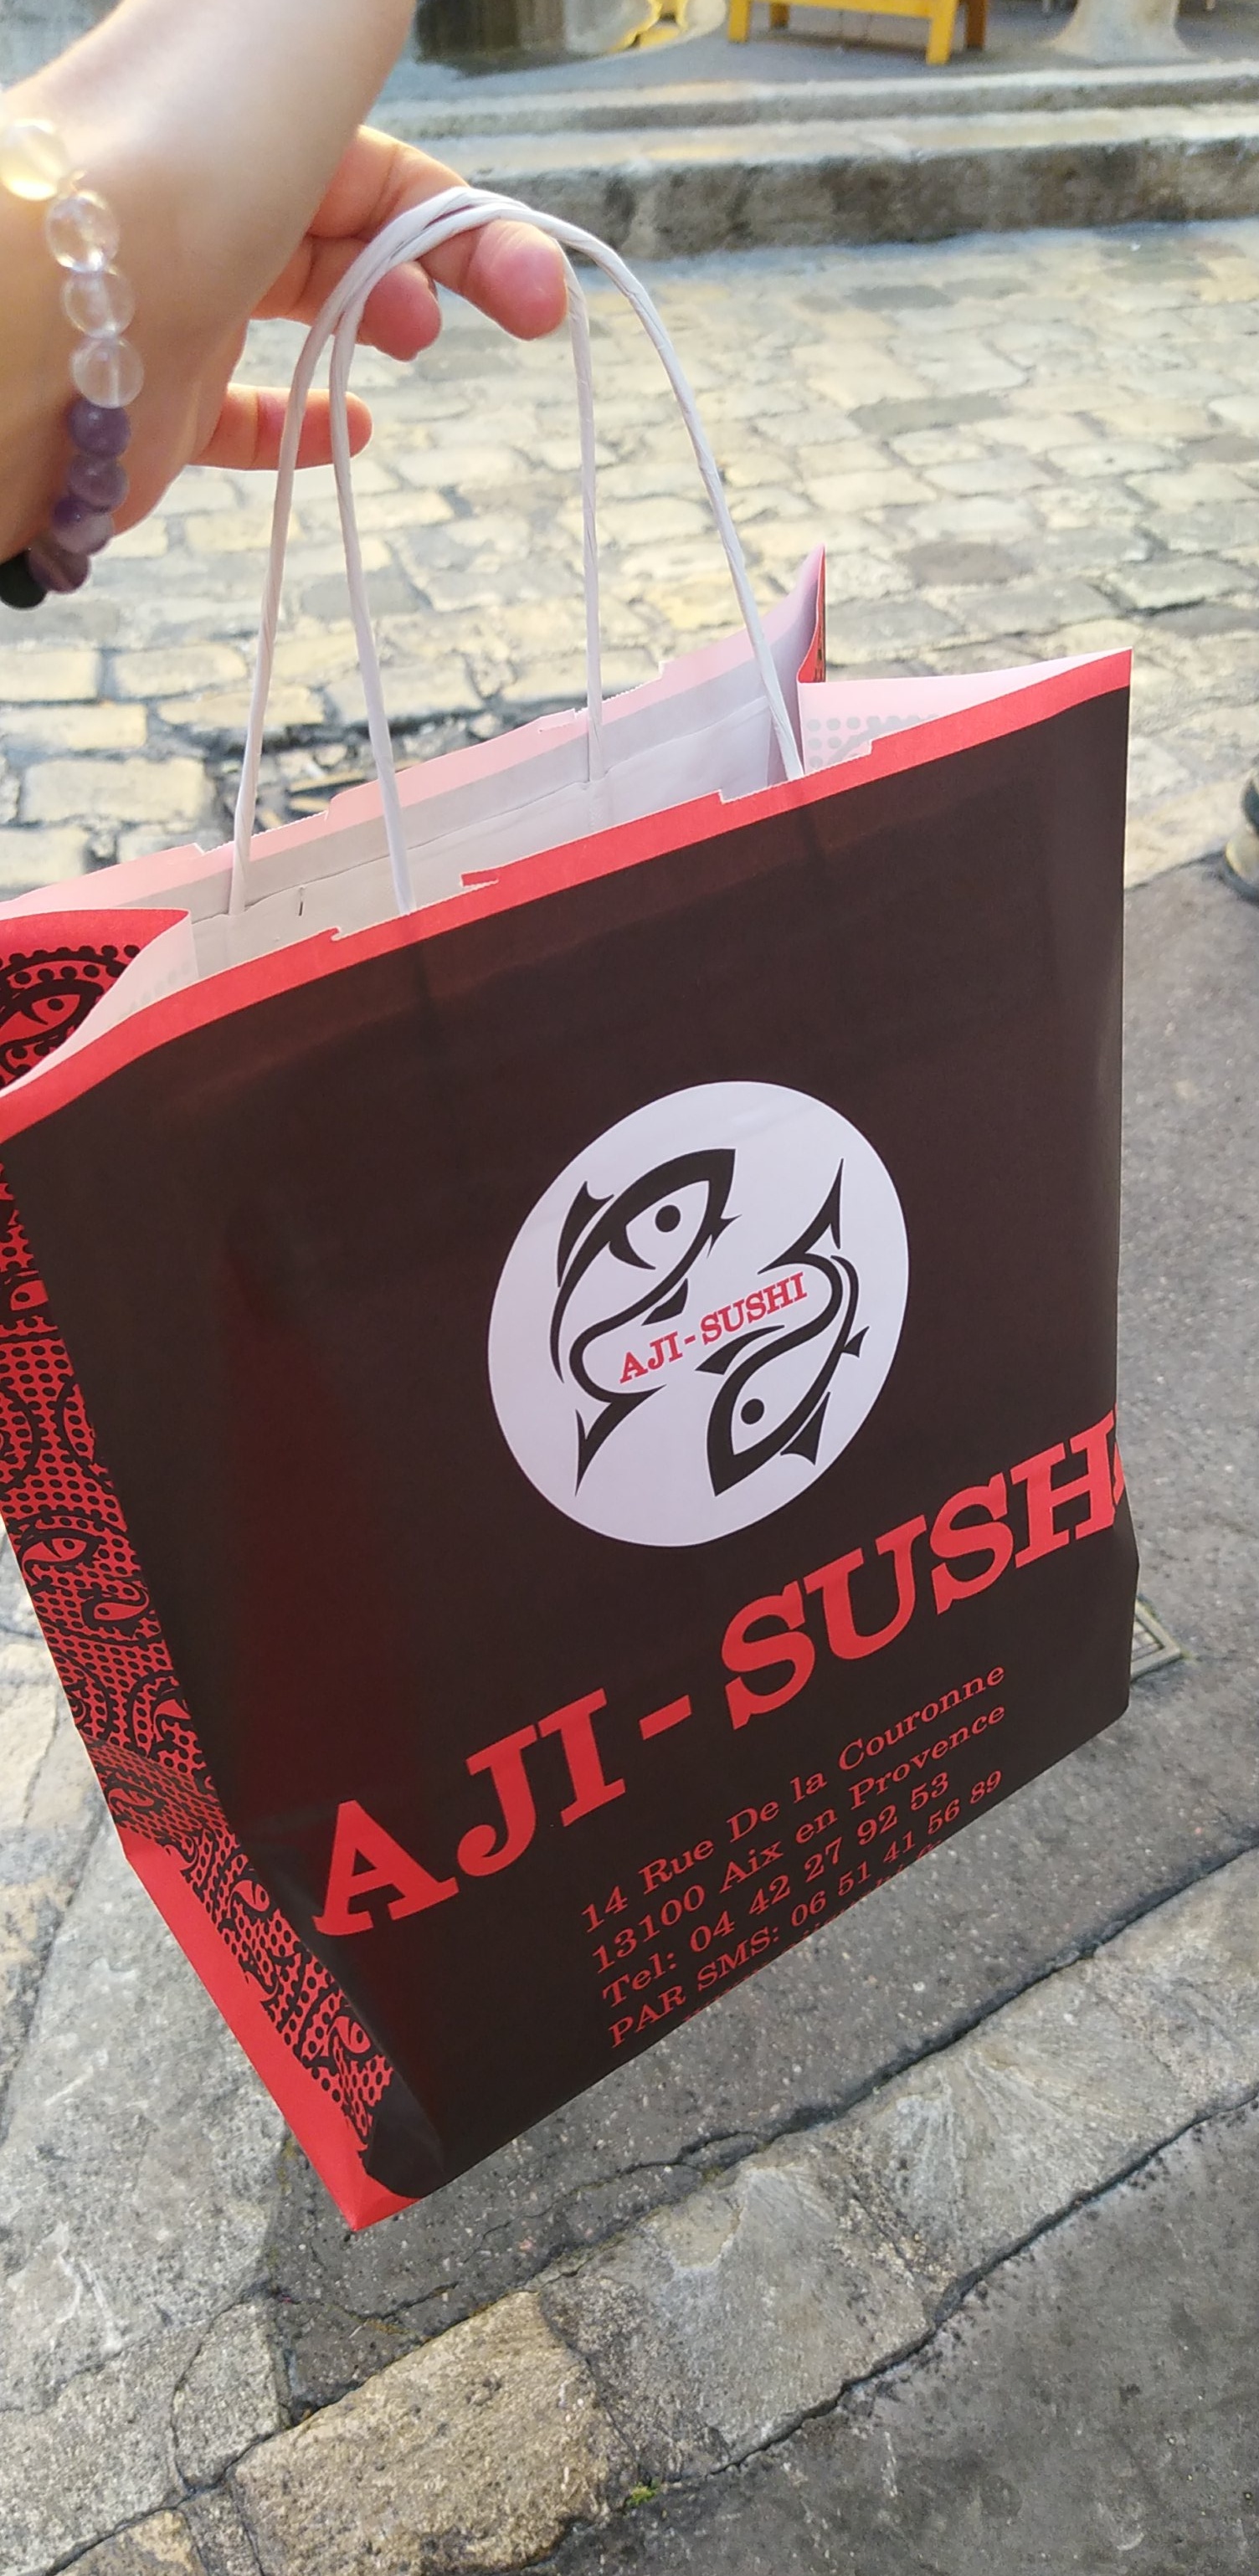 AJI-SUSHI
AJI-SUSHI
14 Rue De la Couronne
13100 Aix en Provence
Tel: 04 42 27 92 53
PAR SMS: 06 51 41 56 89